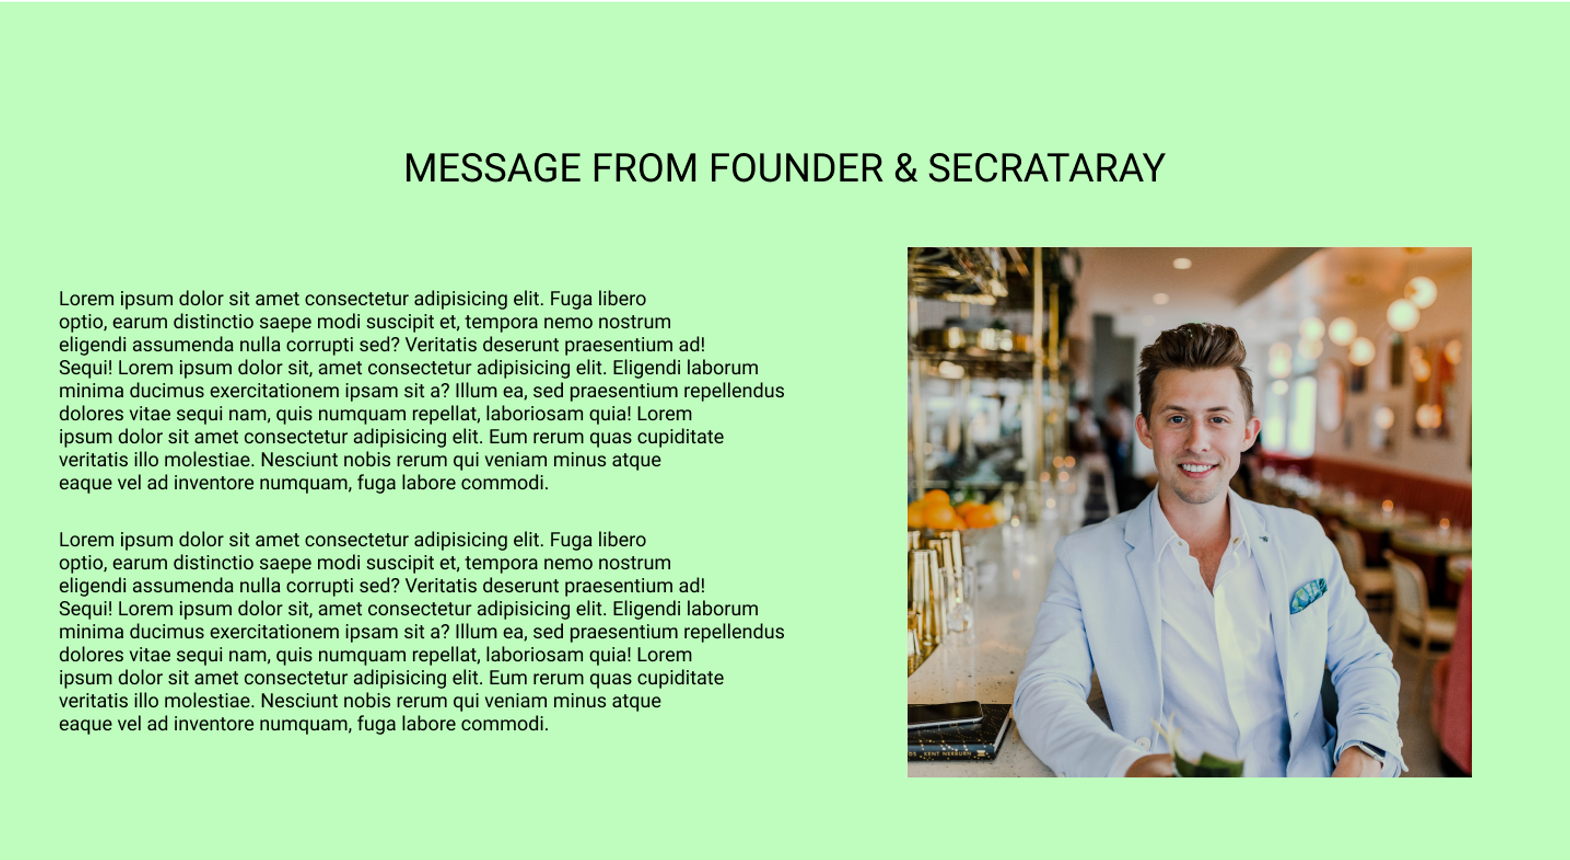 MESSAGE FROM FOUNDER & SECRATARAY
Lorem ipsum dolor sit amet consectetur adipisicing elit. Fuga libero
optio, earum distinctio saepe modi suscipit et, tempora nemo nostrum
eligendi assumenda nulla corrupti sed? Veritatis deserunt praesentium ad!
Sequi! Lorem ipsum dolor sit, amet consectetur adipisicing elit. Eligendi laborum
minima ducimus exercitationem ipsam sit a? Illum ea, sed praesentium repellendus
dolores vitae sequi nam, quis numquam repellat, laboriosam quia! Lorem
ipsum dolor sit amet consectetur adipisicing elit. Eum rerum quas cupiditate
veritatis illo molestiae. Nesciunt nobis rerum qui veniam minus atque
eaque vel ad inventore numquam, fuga labore commodi.
Lorem ipsum dolor sit amet consectetur adipisicing elit. Fuga libero
optio, earum distinctio saepe modi suscipit et, tempora nemo nostrum
eligendi assumenda nulla corrupti sed? Veritatis deserunt praesentium ad!
Sequi! Lorem ipsum dolor sit, amet consectetur adipisicing elit. Eligendi laborum
minima ducimus exercitationem ipsam sit a? Illum ea, sed praesentium repellendus
dolores vitae sequi nam, quis numquam repellat, laboriosam quia! Lorem
ipsum dolor sit amet consectetur adipisicing elit. Eum rerum quas cupiditate
veritatis illo molestiae. Nesciunt nobis rerum qui veniam minus atque
eaque vel ad inventore numquam, fuga labore commodi.
KENT NERBURN